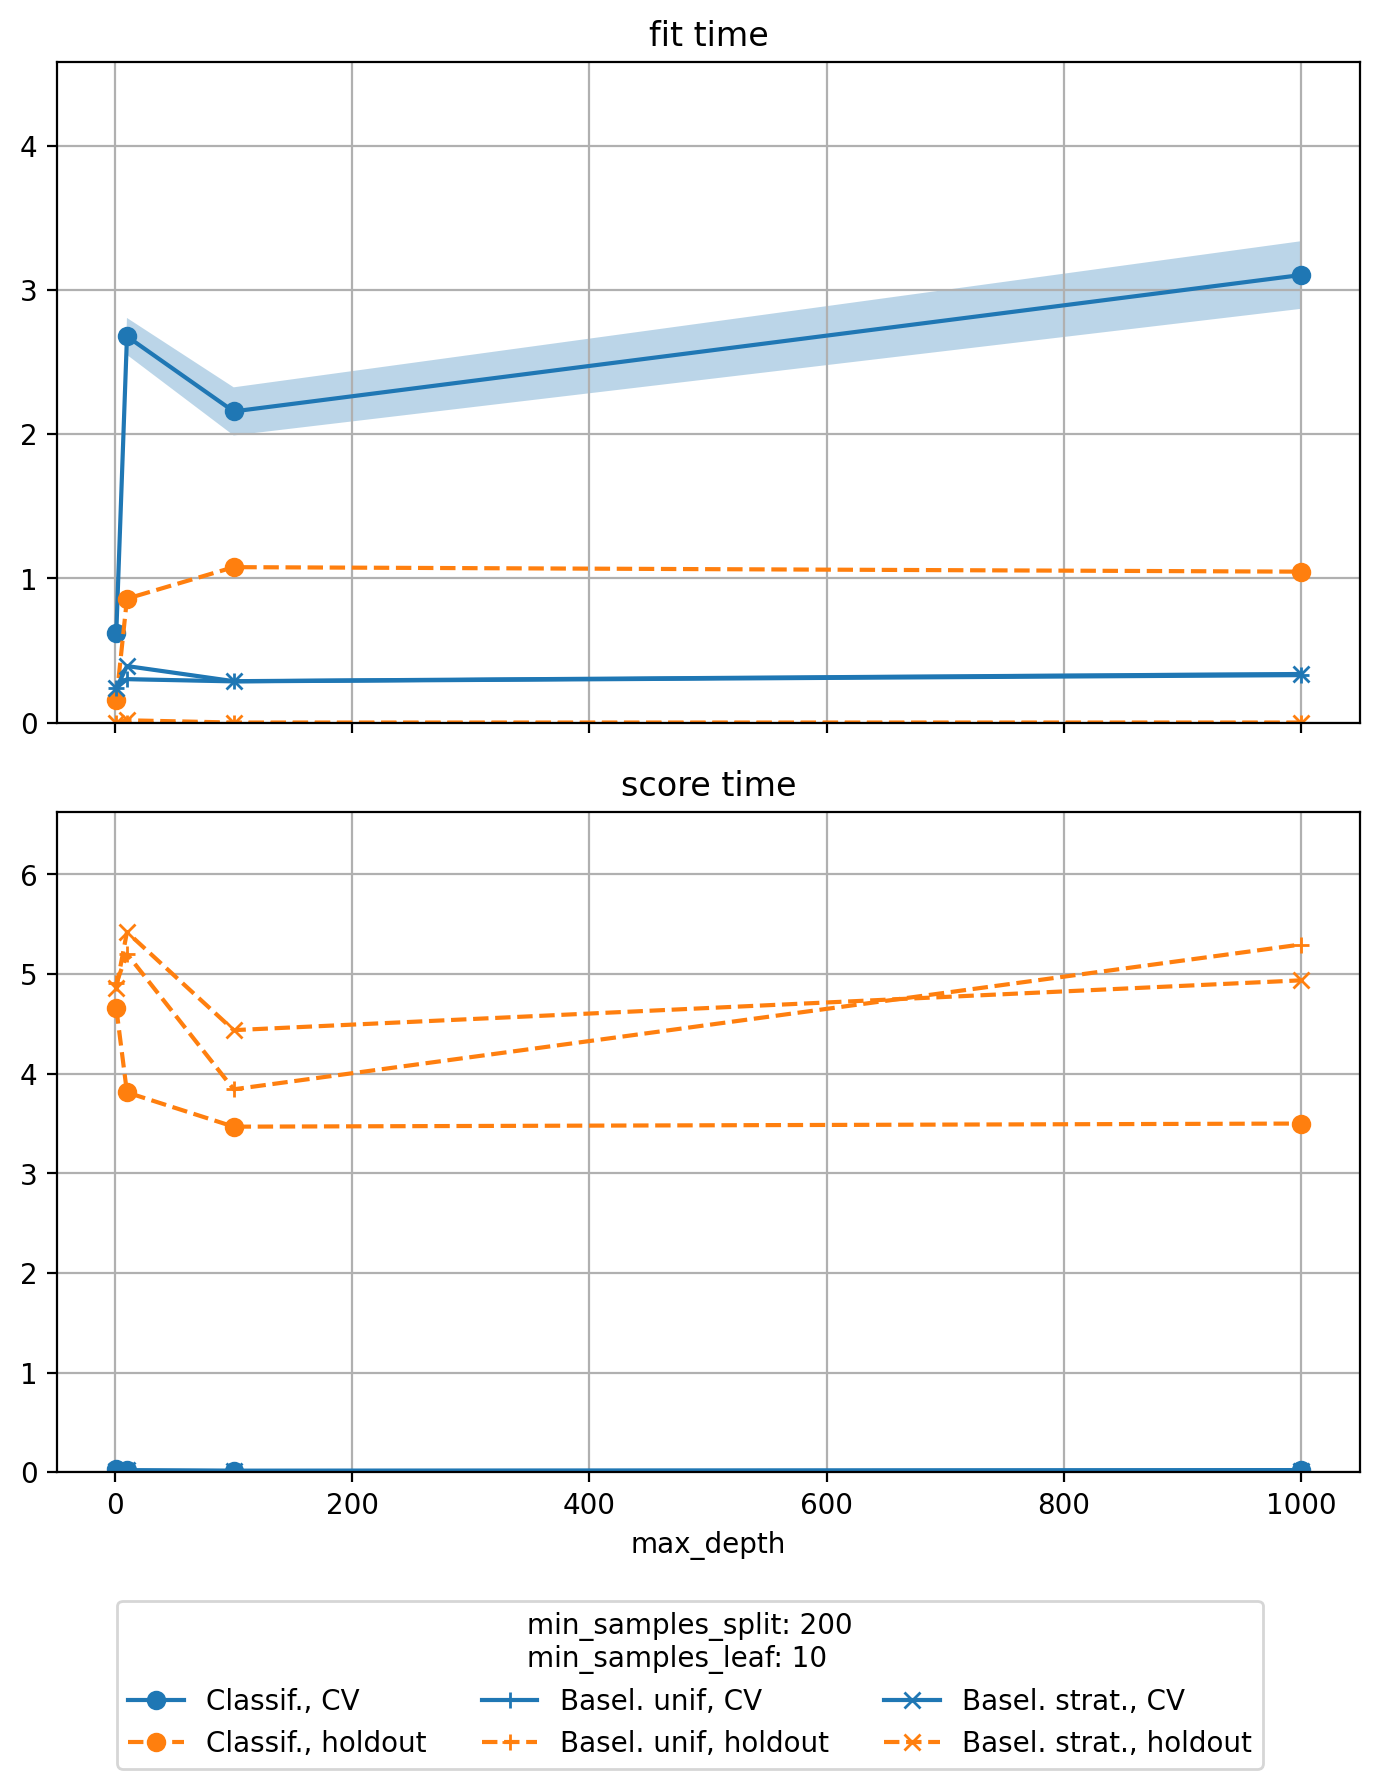 fit time
4
3
2
1
0
score time
6
5
4
3
2
1
0
0 200 400 600 800 1000
max_depth
min_samples_split: 200
min_samples_leaf: 10
Classif., CV Basel. unif, CV Basel. strat., CV
Classif., holdout Basel. unif, holdout Basel. strat., holdout